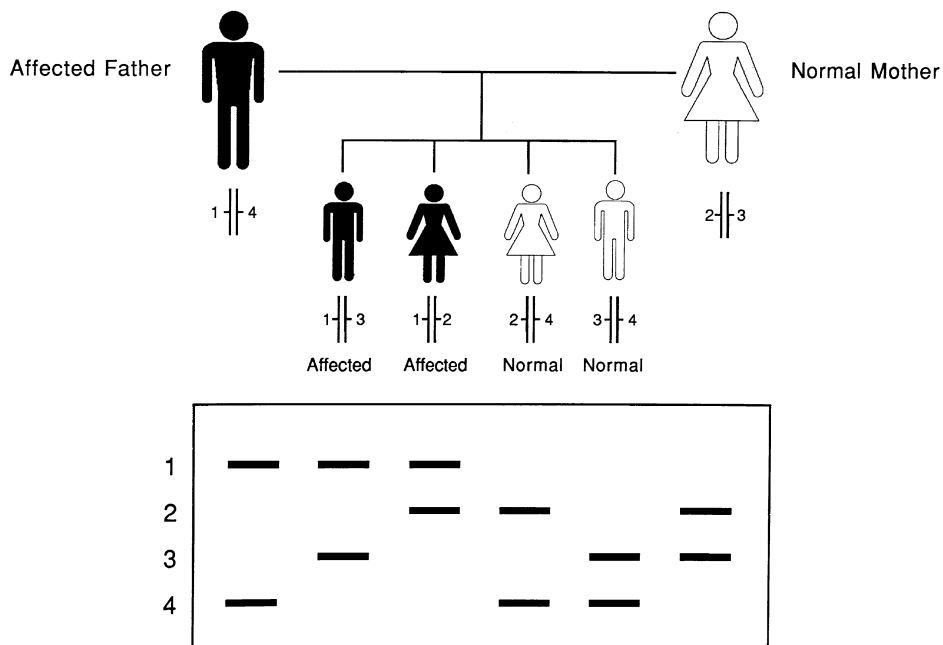 Affected Father
Normal Mother
1 4
2 3
1 3
1 2
2 4
3 4
Affected
Affected
Normal
Normal
1
2
3
4